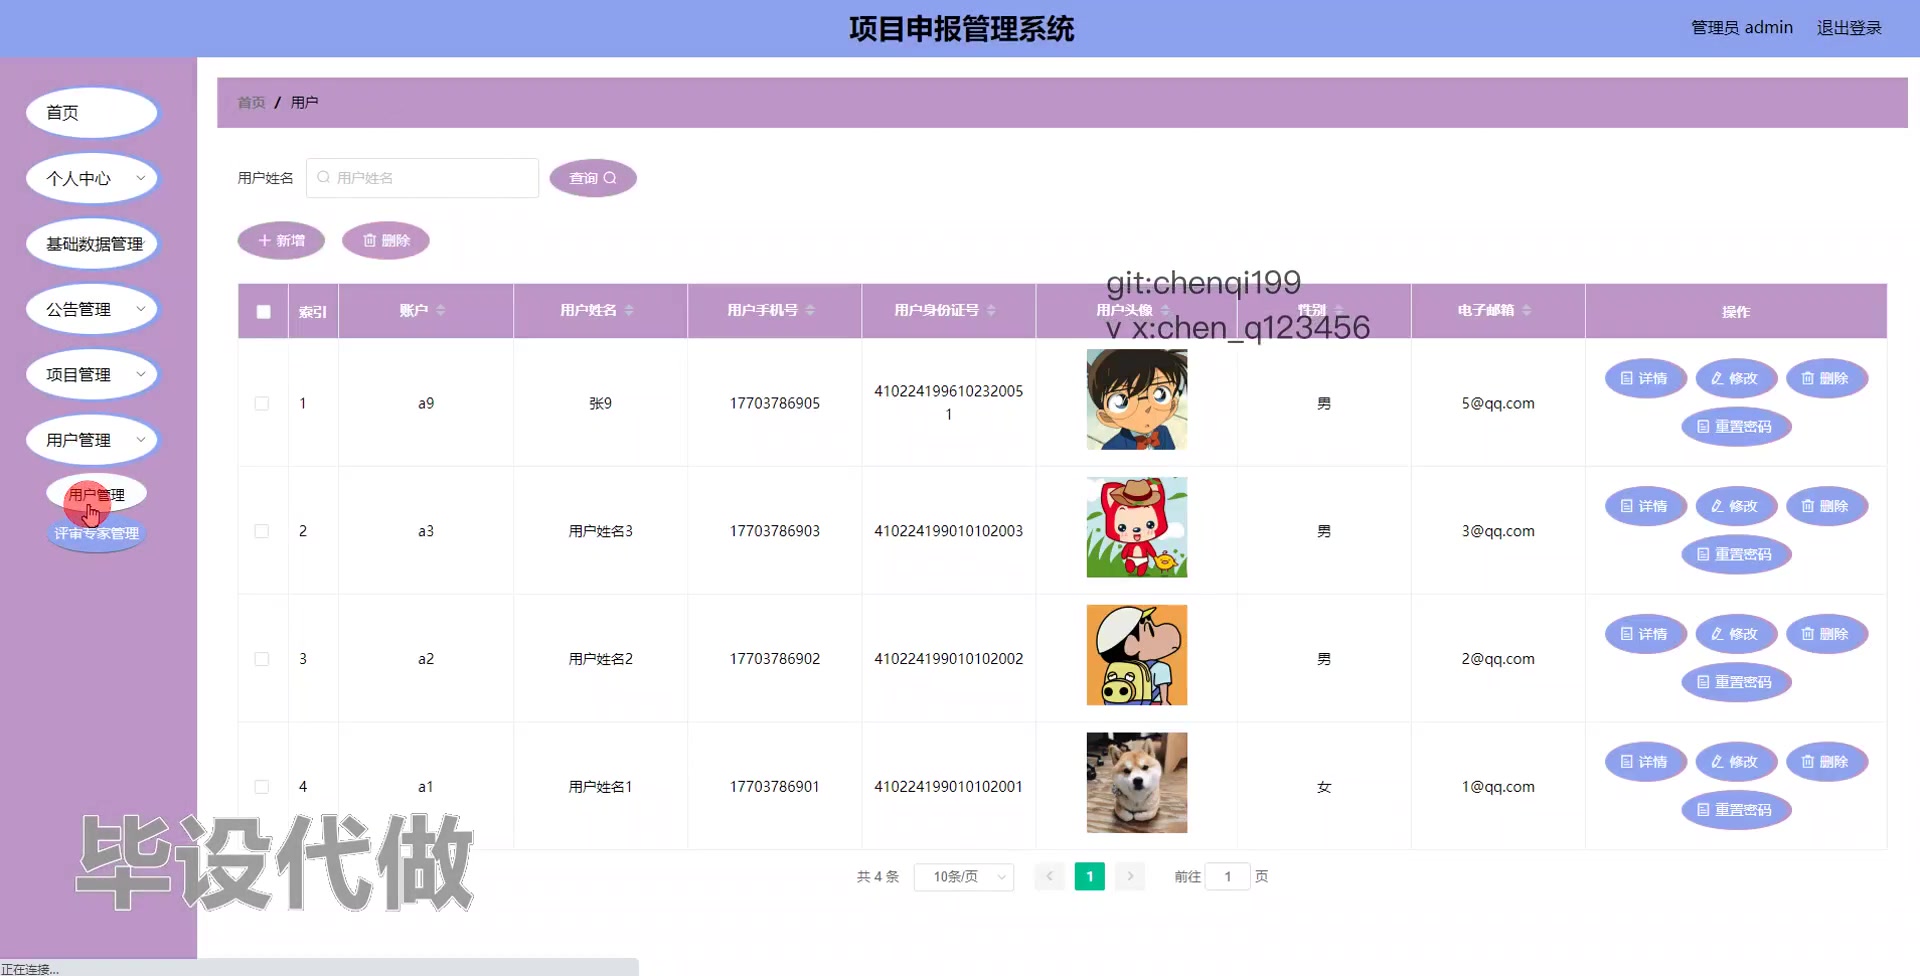 项目申报管理系统
管理员 admin 退出登录
首页
个人中心
基础数据管理
公告管理
项目管理
用户管理
用户管理
评审专家管理
首页 / 用户
用户姓名 用户姓名 查询
新增 删除
git:chenqi199
v x:chen_q123456
索引 账户 用户姓名 用户手机号 用户身份证号 用户头像 性别 电子邮箱 操作
1 a9 张9 17703786905 410224199610232005
1 男 5@qq.com 详情 修改 删除
重置密码
2 a3 用户姓名3 17703786903 410224199010102003 男 3@qq.com 详情 修改 删除
重置密码
3 a2 用户姓名2 17703786902 410224199010102002 男 2@qq.com 详情 修改 删除
重置密码
4 a1 用户姓名1 17703786901 410224199010102001 女 1@qq.com 详情 修改 删除
重置密码
毕设代做
共 4 条 10条/页 1 前往 1 页
正在连接...